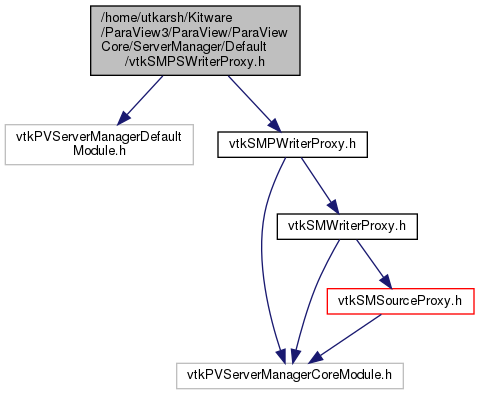 /home/utkarsh/Kitware
/ParaView3/ParaView/ParaView
Core/ServerManager/Default
/vtkSMPSWriterProxy.h
vtkPVServerManagerDefault
Module.h
vtkSMPWriterProxy.h
vtkSMWriterProxy.h
vtkSMSourceProxy.h
vtkPVServerManagerCoreModule.h